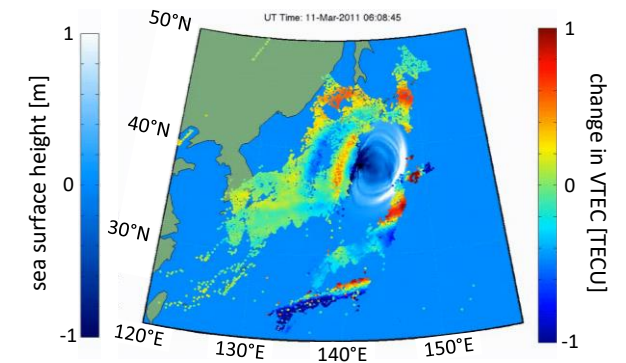 UT Time: 11-Mar-2011 06:08:45
50°N
40°N
30°N
120°E
130°E
140°E
150°E
sea surface height [m]
1
0
-1
1
0
-1
change in VTEC [TECU]